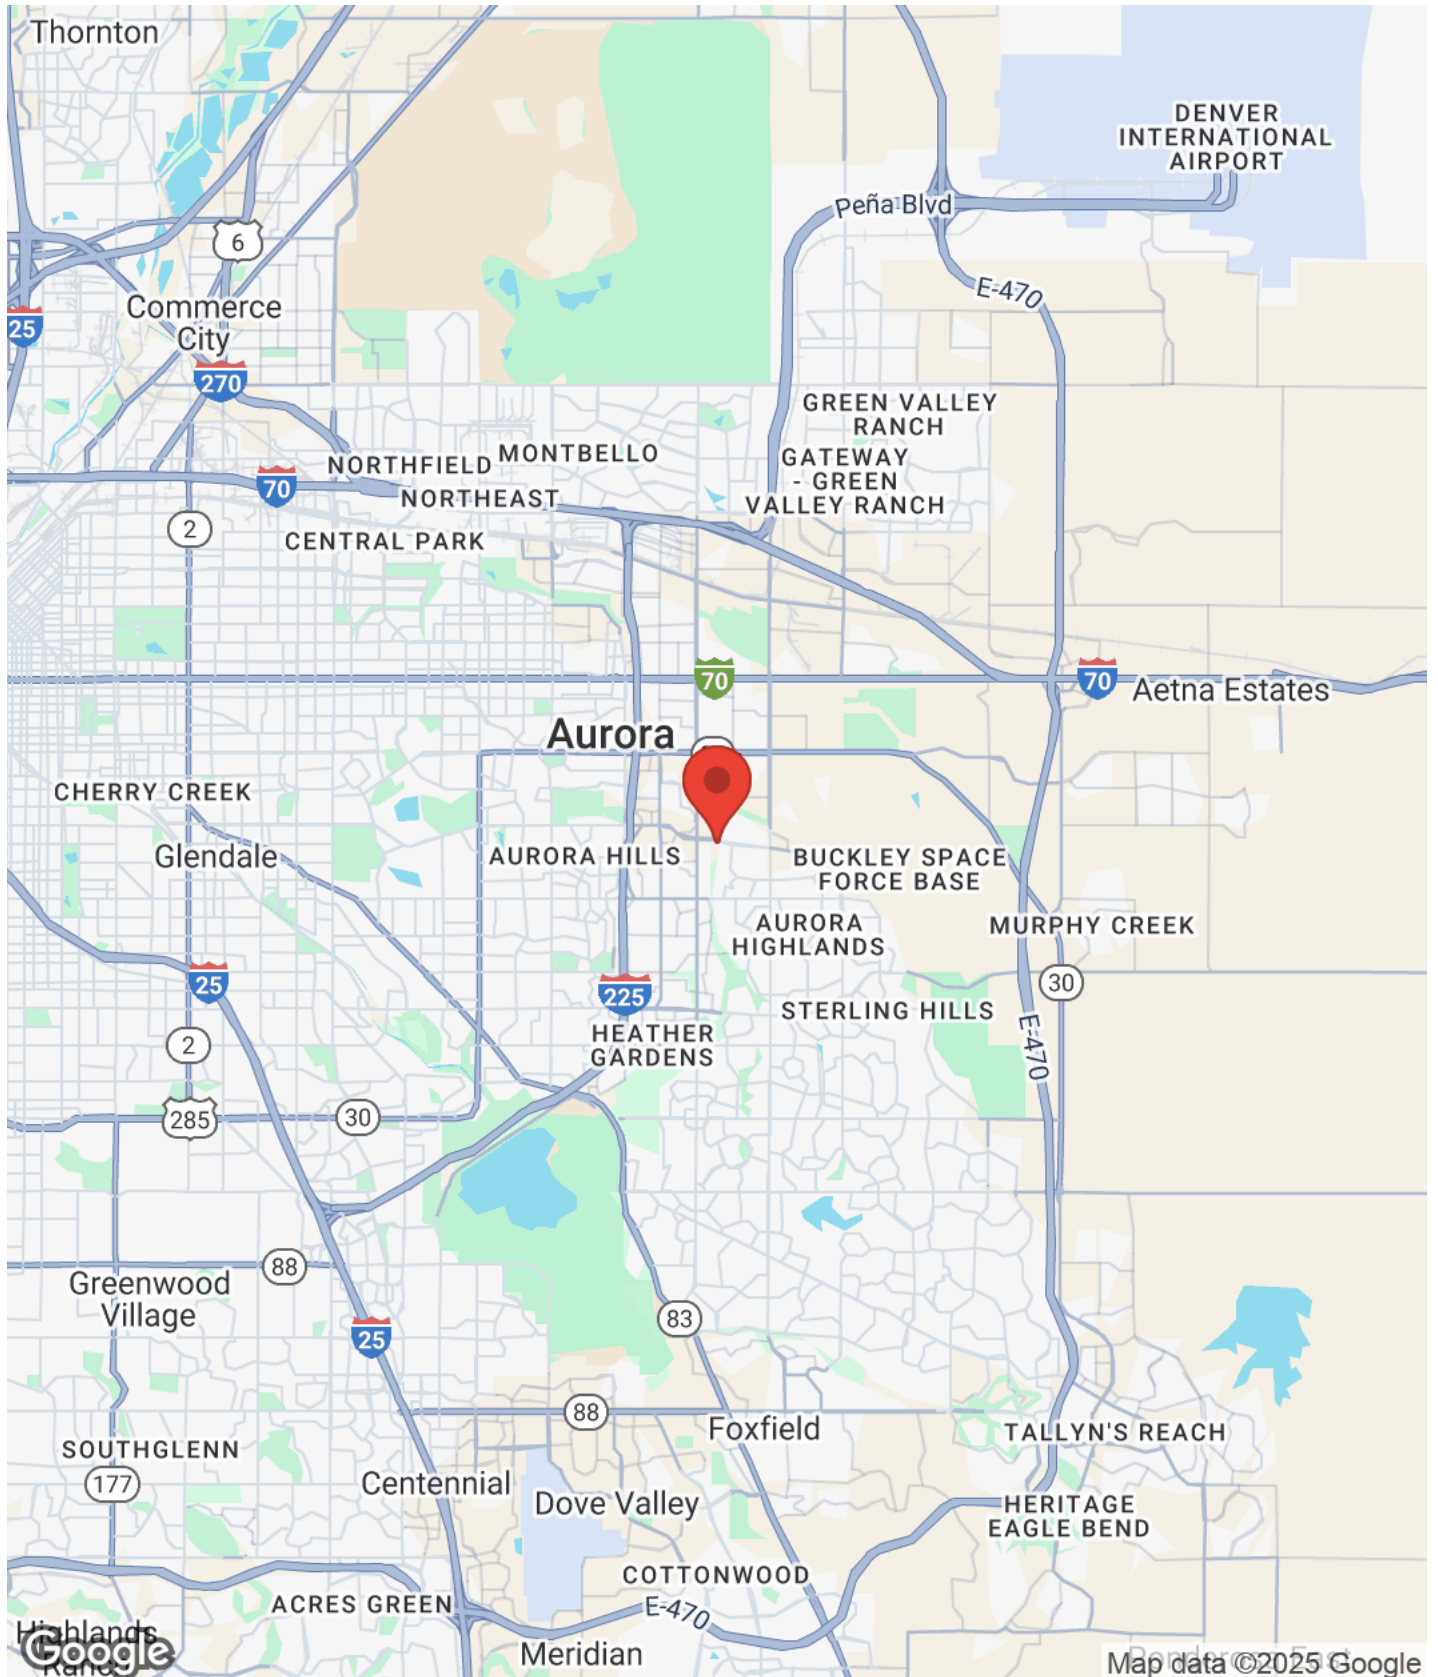 Thornton
DENVER
INTERNATIONAL
AIRPORT
Peña Blvd
6
E-470
Commerce
City
25
270
GREEN VALLEY
RANCH
NORTHFIELD
MONTBELLO
GATEWAY
- GREEN
VALLEY RANCH
70
NORTHEAST
2
CENTRAL PARK
70
70
Aetna Estates
Aurora
CHERRY CREEK
Glendale
AURORA HILLS
BUCKLEY SPACE
FORCE BASE
AURORA
HIGHLANDS
MURPHY CREEK
25
225
30
STERLING HILLS
HEATHER
GARDENS
E-470
2
285
30
88
Greenwood
Village
83
25
88
Foxfield
TALLYN'S REACH
SOUTHGLENN
177
Centennial
Dove Valley
HERITAGE
EAGLE BEND
COTTONWOOD
ACRES GREEN
E-470
Highlands
Google
Meridian
Map data ©2025 Google